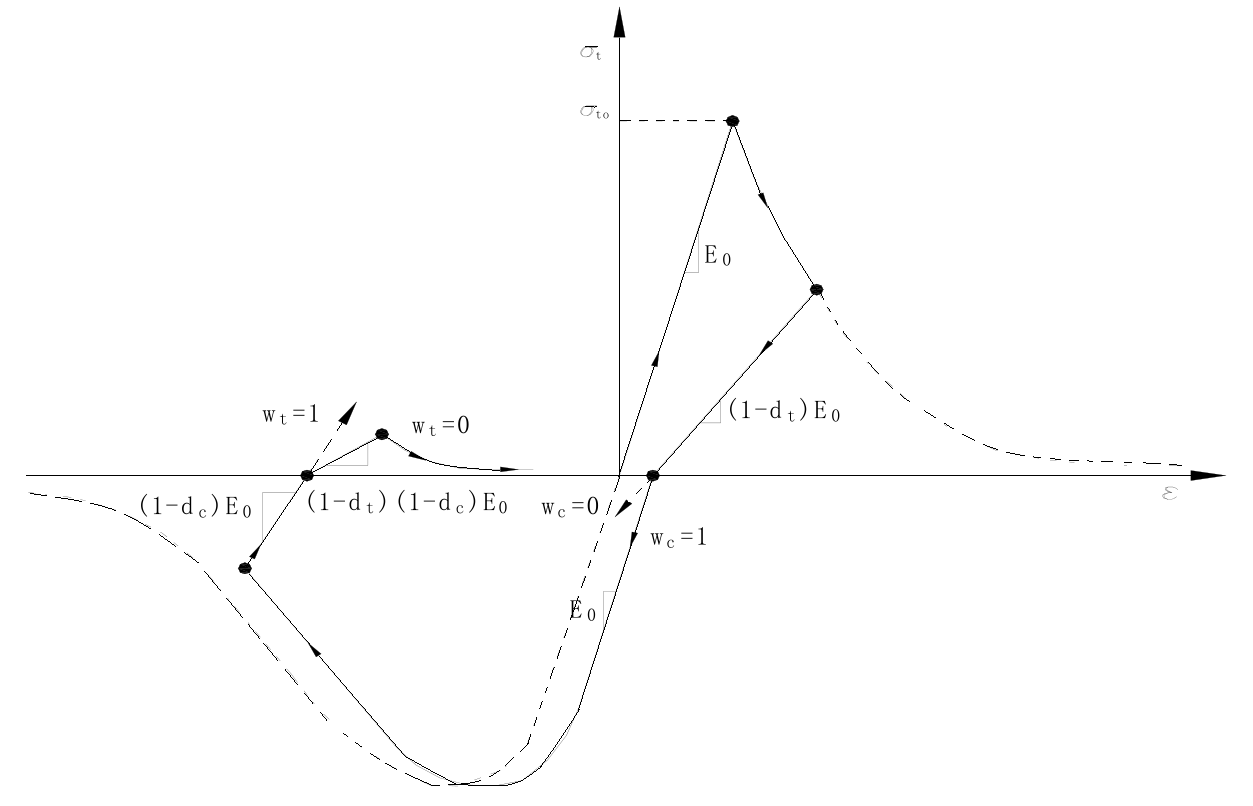 σt
σto
E0
(1-dt)E0
wt=1
wt=0
(1-dc)E0
(1-dt)(1-dc)E0
wc=0
ε
wc=1
E0